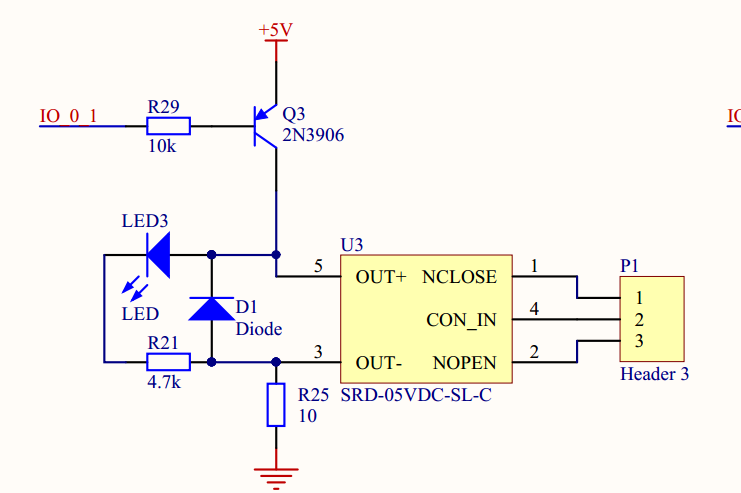 +5V
IO_0_1
R29
10k
Q3
2N3906
IO
LED3
LED
D1
Diode
R21
4.7k
R25
10
U3
5 OUT+ NCLOSE 1
CON_IN 4
3 OUT- NOPEN 2
SRD-05VDC-SL-C
P1
1
2
3
Header 3